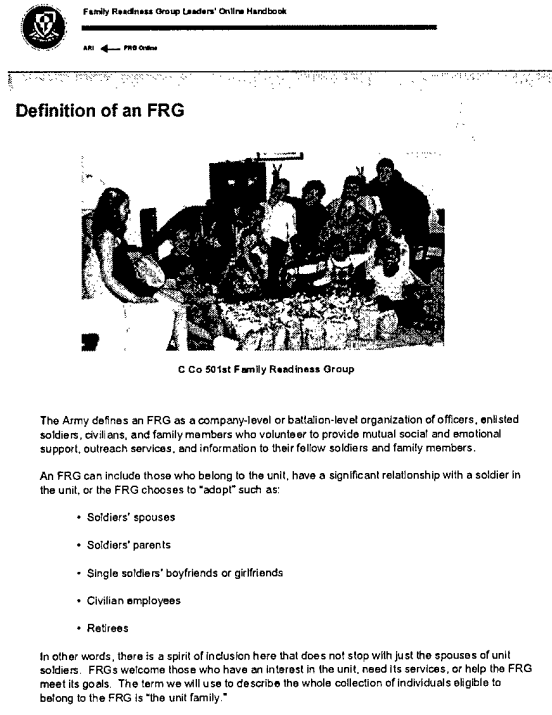 Family Readiness Group Leaders' Online Handbook
ARI FRG Online
Definition of an FRG
C Co 501st Family Readiness Group
The Army defines an FRG as a company-level or battalion-level organization of officers, enlisted
soldiers, civilians, and family members who volunteer to provide mutual social and emotional
support, outreach services, and information to their fellow soldiers and family members.
An FRG can include those who belong to the unit, have a significant relationship with a soldier in
the unit, or the FRG chooses to "adopt" such as:
• Soldiers' spouses
• Soldiers' parents
• Single soldiers' boyfriends or girlfriends
• Civilian employees
• Retirees
In other words, there is a spirit of inclusion here that does not stop with just the spouses of unit
soldiers. FRGs welcome those who have an interest in the unit, need its services, or help the FRG
meet its goals. The term we will use to describe the whole collection of individuals eligible to
belong to the FRG is "the unit family."